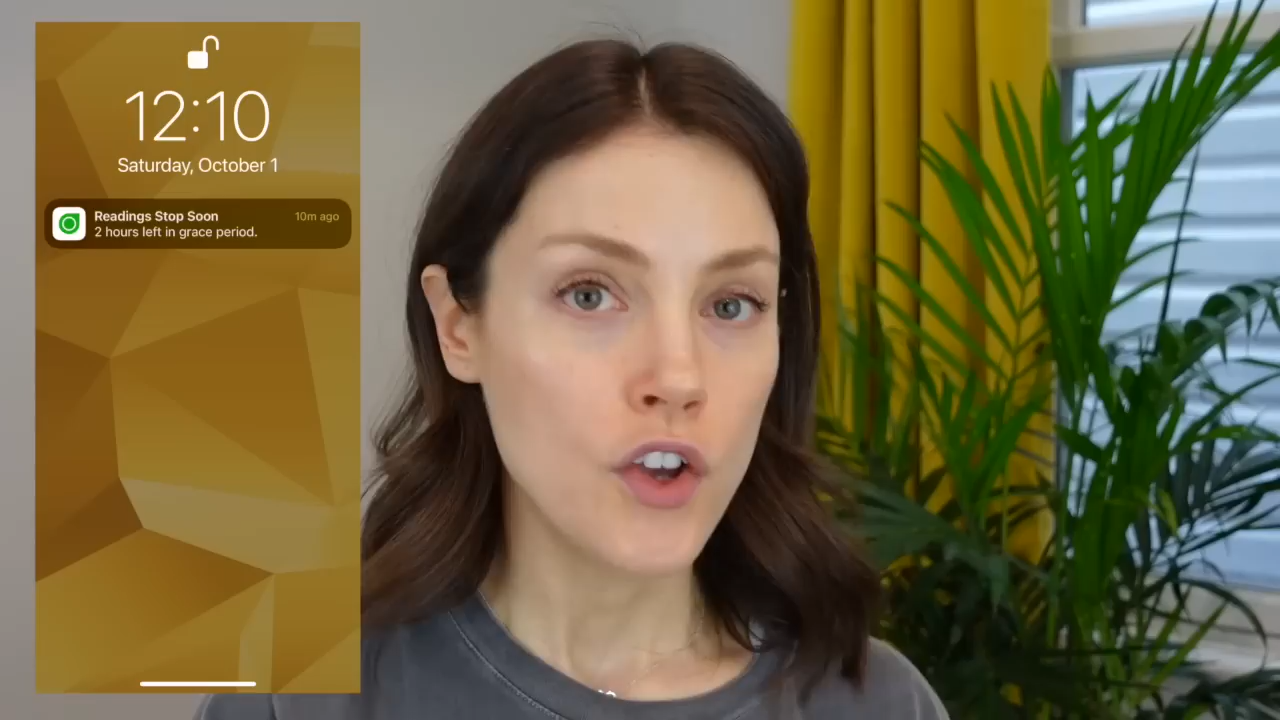 12:10
Saturday, October 1
Readings Stop Soon
10m ago
2 hours left in grace period.